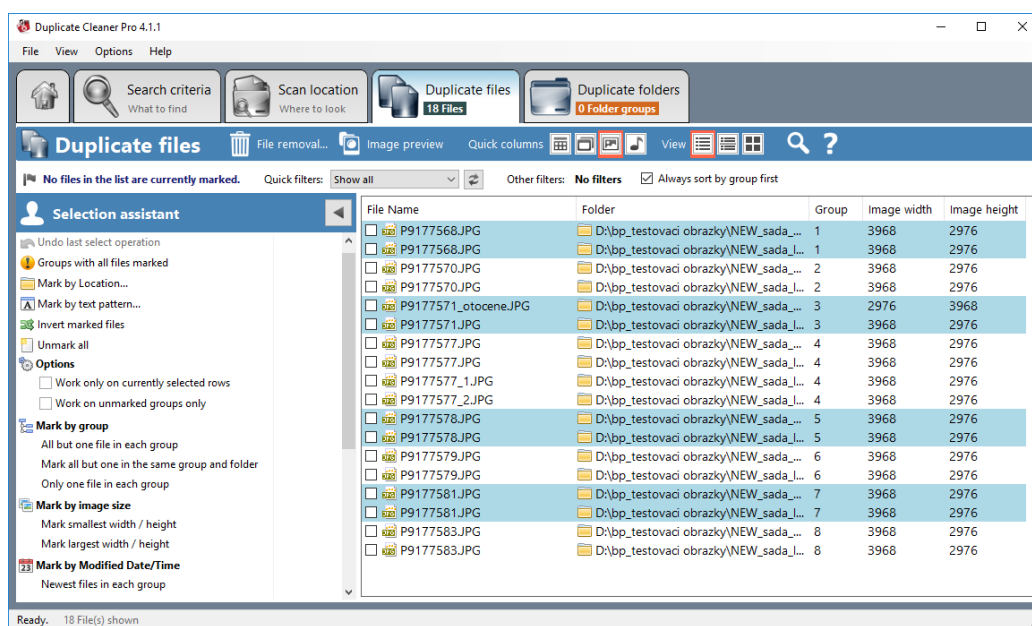 Duplicate Cleaner Pro 4.1.1
File View Options Help
Search criteria
What to find
Scan location
Where to look
Duplicate files
18 Files
Duplicate folders
0 Folder groups
Duplicate files File removal... Image preview Quick columns View ?
No files in the list are currently marked. Quick filters: Show all Other filters: No filters Always sort by group first
Selection assistant
Undo last select operation
Groups with all files marked
Mark by Location...
Mark by text pattern...
Invert marked files
Unmark all
Options
Work only on currently selected rows
Work on unmarked groups only
Mark by group
All but one file in each group
Mark all but one in the same group and folder
Only one file in each group
Mark by image size
Mark smallest width / height
Mark largest width / height
23 Mark by Modified Date/Time
Newest files in each group
File Name Folder Group Image width Image height
P9177568.JPG D:\bp_testovaci obrazky\NEW_sada_... 1 3968 2976
P9177568.JPG D:\bp_testovaci obrazky\NEW_sada_l... 1 3968 2976
P9177570.JPG D:\bp_testovaci obrazky\NEW_sada_... 2 3968 2976
P9177570.JPG D:\bp_testovaci obrazky\NEW_sada_l... 2 3968 2976
P9177571_otocene.JPG D:\bp_testovaci obrazky\NEW_sada_... 3 2976 3968
P9177571.JPG D:\bp_testovaci obrazky\NEW_sada_l... 3 3968 2976
P9177577.JPG D:\bp_testovaci obrazky\NEW_sada_... 4 3968 2976
P9177577.JPG D:\bp_testovaci obrazky\NEW_sada_l... 4 3968 2976
P9177577_1.JPG D:\bp_testovaci obrazky\NEW_sada_... 4 3968 2976
P9177577_2.JPG D:\bp_testovaci obrazky\NEW_sada_... 4 3968 2976
P9177578.JPG D:\bp_testovaci obrazky\NEW_sada_... 5 3968 2976
P9177578.JPG D:\bp_testovaci obrazky\NEW_sada_l... 5 3968 2976
P9177579.JPG D:\bp_testovaci obrazky\NEW_sada_... 6 3968 2976
P9177579.JPG D:\bp_testovaci obrazky\NEW_sada_l... 6 3968 2976
P9177581.JPG D:\bp_testovaci obrazky\NEW_sada_... 7 3968 2976
P9177581.JPG D:\bp_testovaci obrazky\NEW_sada_l... 7 3968 2976
P9177583.JPG D:\bp_testovaci obrazky\NEW_sada_... 8 3968 2976
P9177583.JPG D:\bp_testovaci obrazky\NEW_sada_l... 8 3968 2976
Ready. 18 File(s) shown